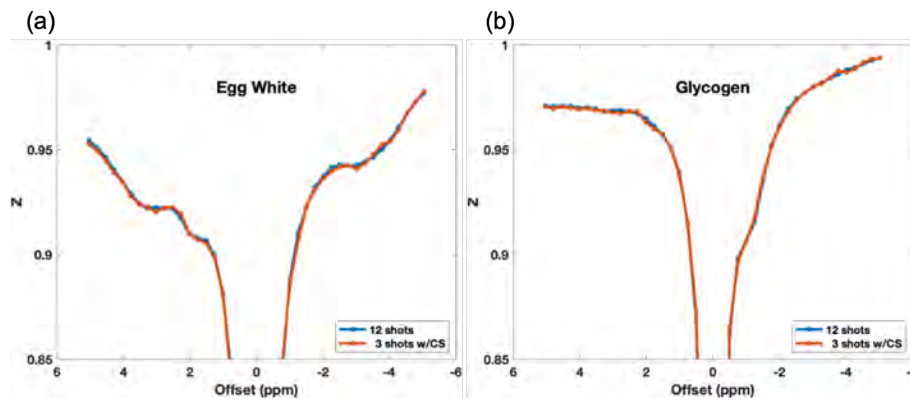 (a)
(b)
1
0.95
0.9
0.85
Z
Egg White
12 shots
3 shots w/CS
6
4
2
0
-2
-4
-6
Offset (ppm)
1
0.95
0.9
0.85
Z
Glycogen
12 shots
3 shots w/CS
6
4
2
0
-2
-4
-6
Offset (ppm)